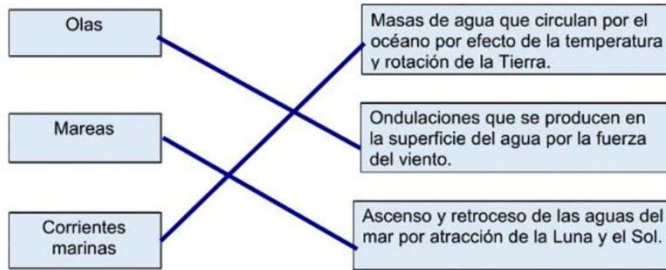 Olas
Masas de agua que circulan por el
océano por efecto de la temperatura
y rotación de la Tierra.
Mareas
Ondulaciones que se producen en
la superficie del agua por la fuerza
del viento.
Corrientes
marinas
Ascenso y retroceso de las aguas del
mar por atracción de la Luna y el Sol.